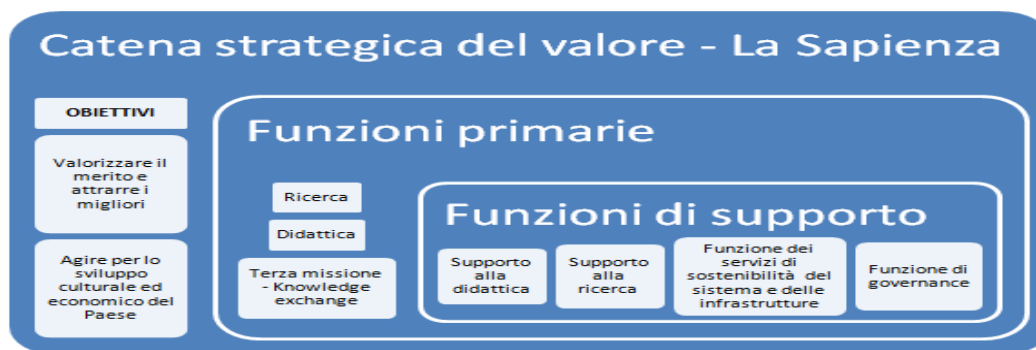 Catena strategica del valore - La Sapienza
OBIETTIVI
Valorizzare il
merito e
attrarre i
migliori
Agire per lo
sviluppo
culturale ed
economico del
Paese
Funzioni primarie
Ricerca
Didattica
Terza missione
- Knowledge
exchange
Funzioni di supporto
Supporto
alla
didattica
Supporto
alla
ricerca
Funzione dei
servizi di
sostenibilità del
sistema e delle
infrastrutture
Funzione di
governance